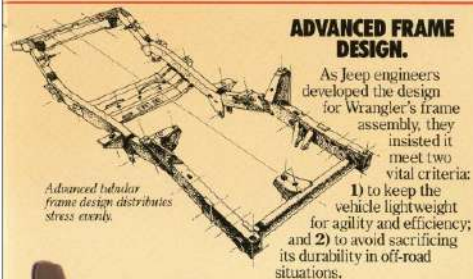 ADVANCED FRAME
DESIGN.
As Jeep engineers
developed the design
for Wrangler's frame
assembly, they
insisted it
meet two
vital criteria:
1) to keep the
vehicle lightweight
for agility and efficiency;
and 2) to avoid sacrificing
its durability in off-road
situations.
Advanced tubular
frame design distributes
stress evenly.